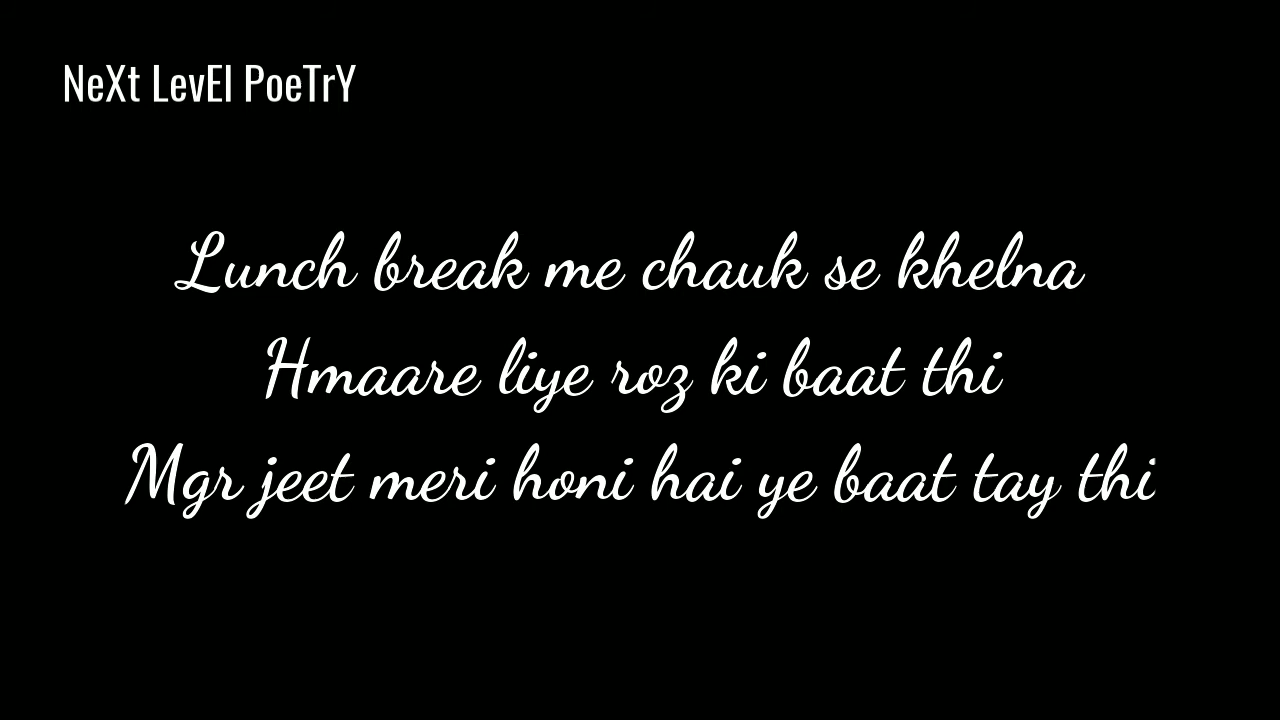 NeXt LevEl PoeTrY
Lunch break me chauk se khelna
Hmaare liye roz ki baat thi
Mgr jeet meri honi hai ye baat tay thi